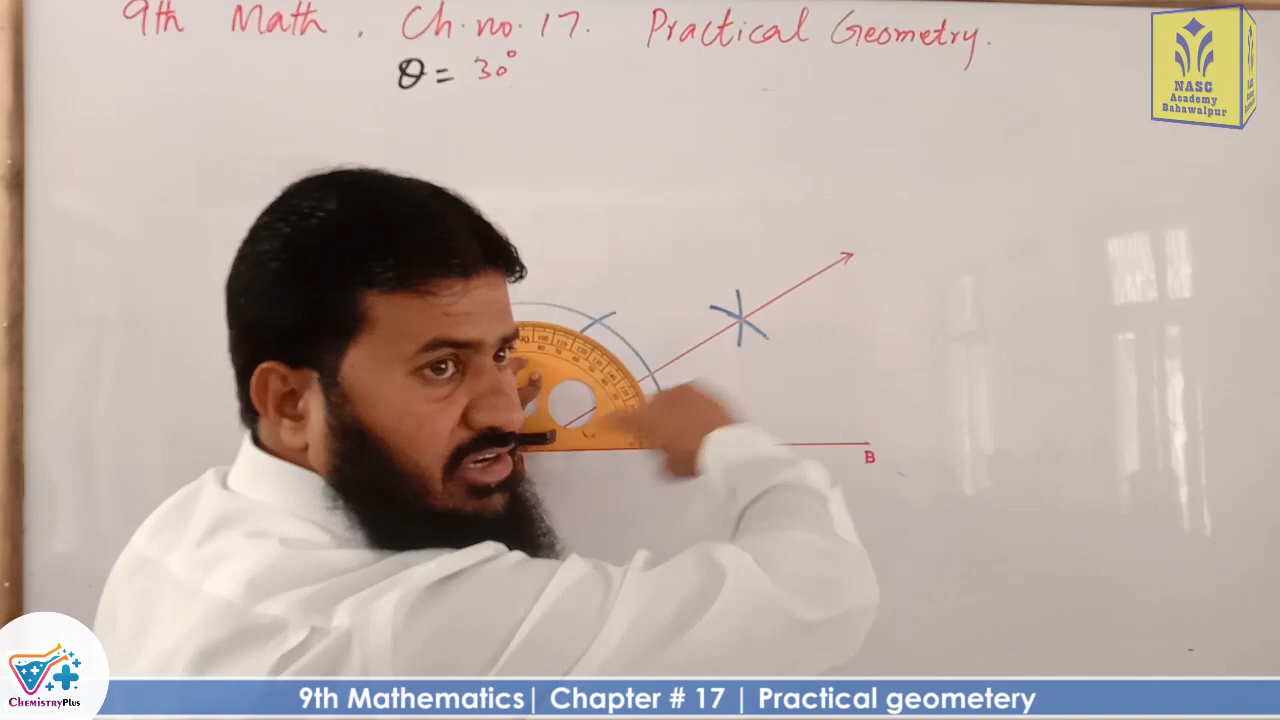 9th Math. Ch.no.17. Practical Geometry.
θ = 30°
NASC
Academy
Bahawalpur
B
ChemistryPlus
9th Mathematics| Chapter # 17 | Practical geometery